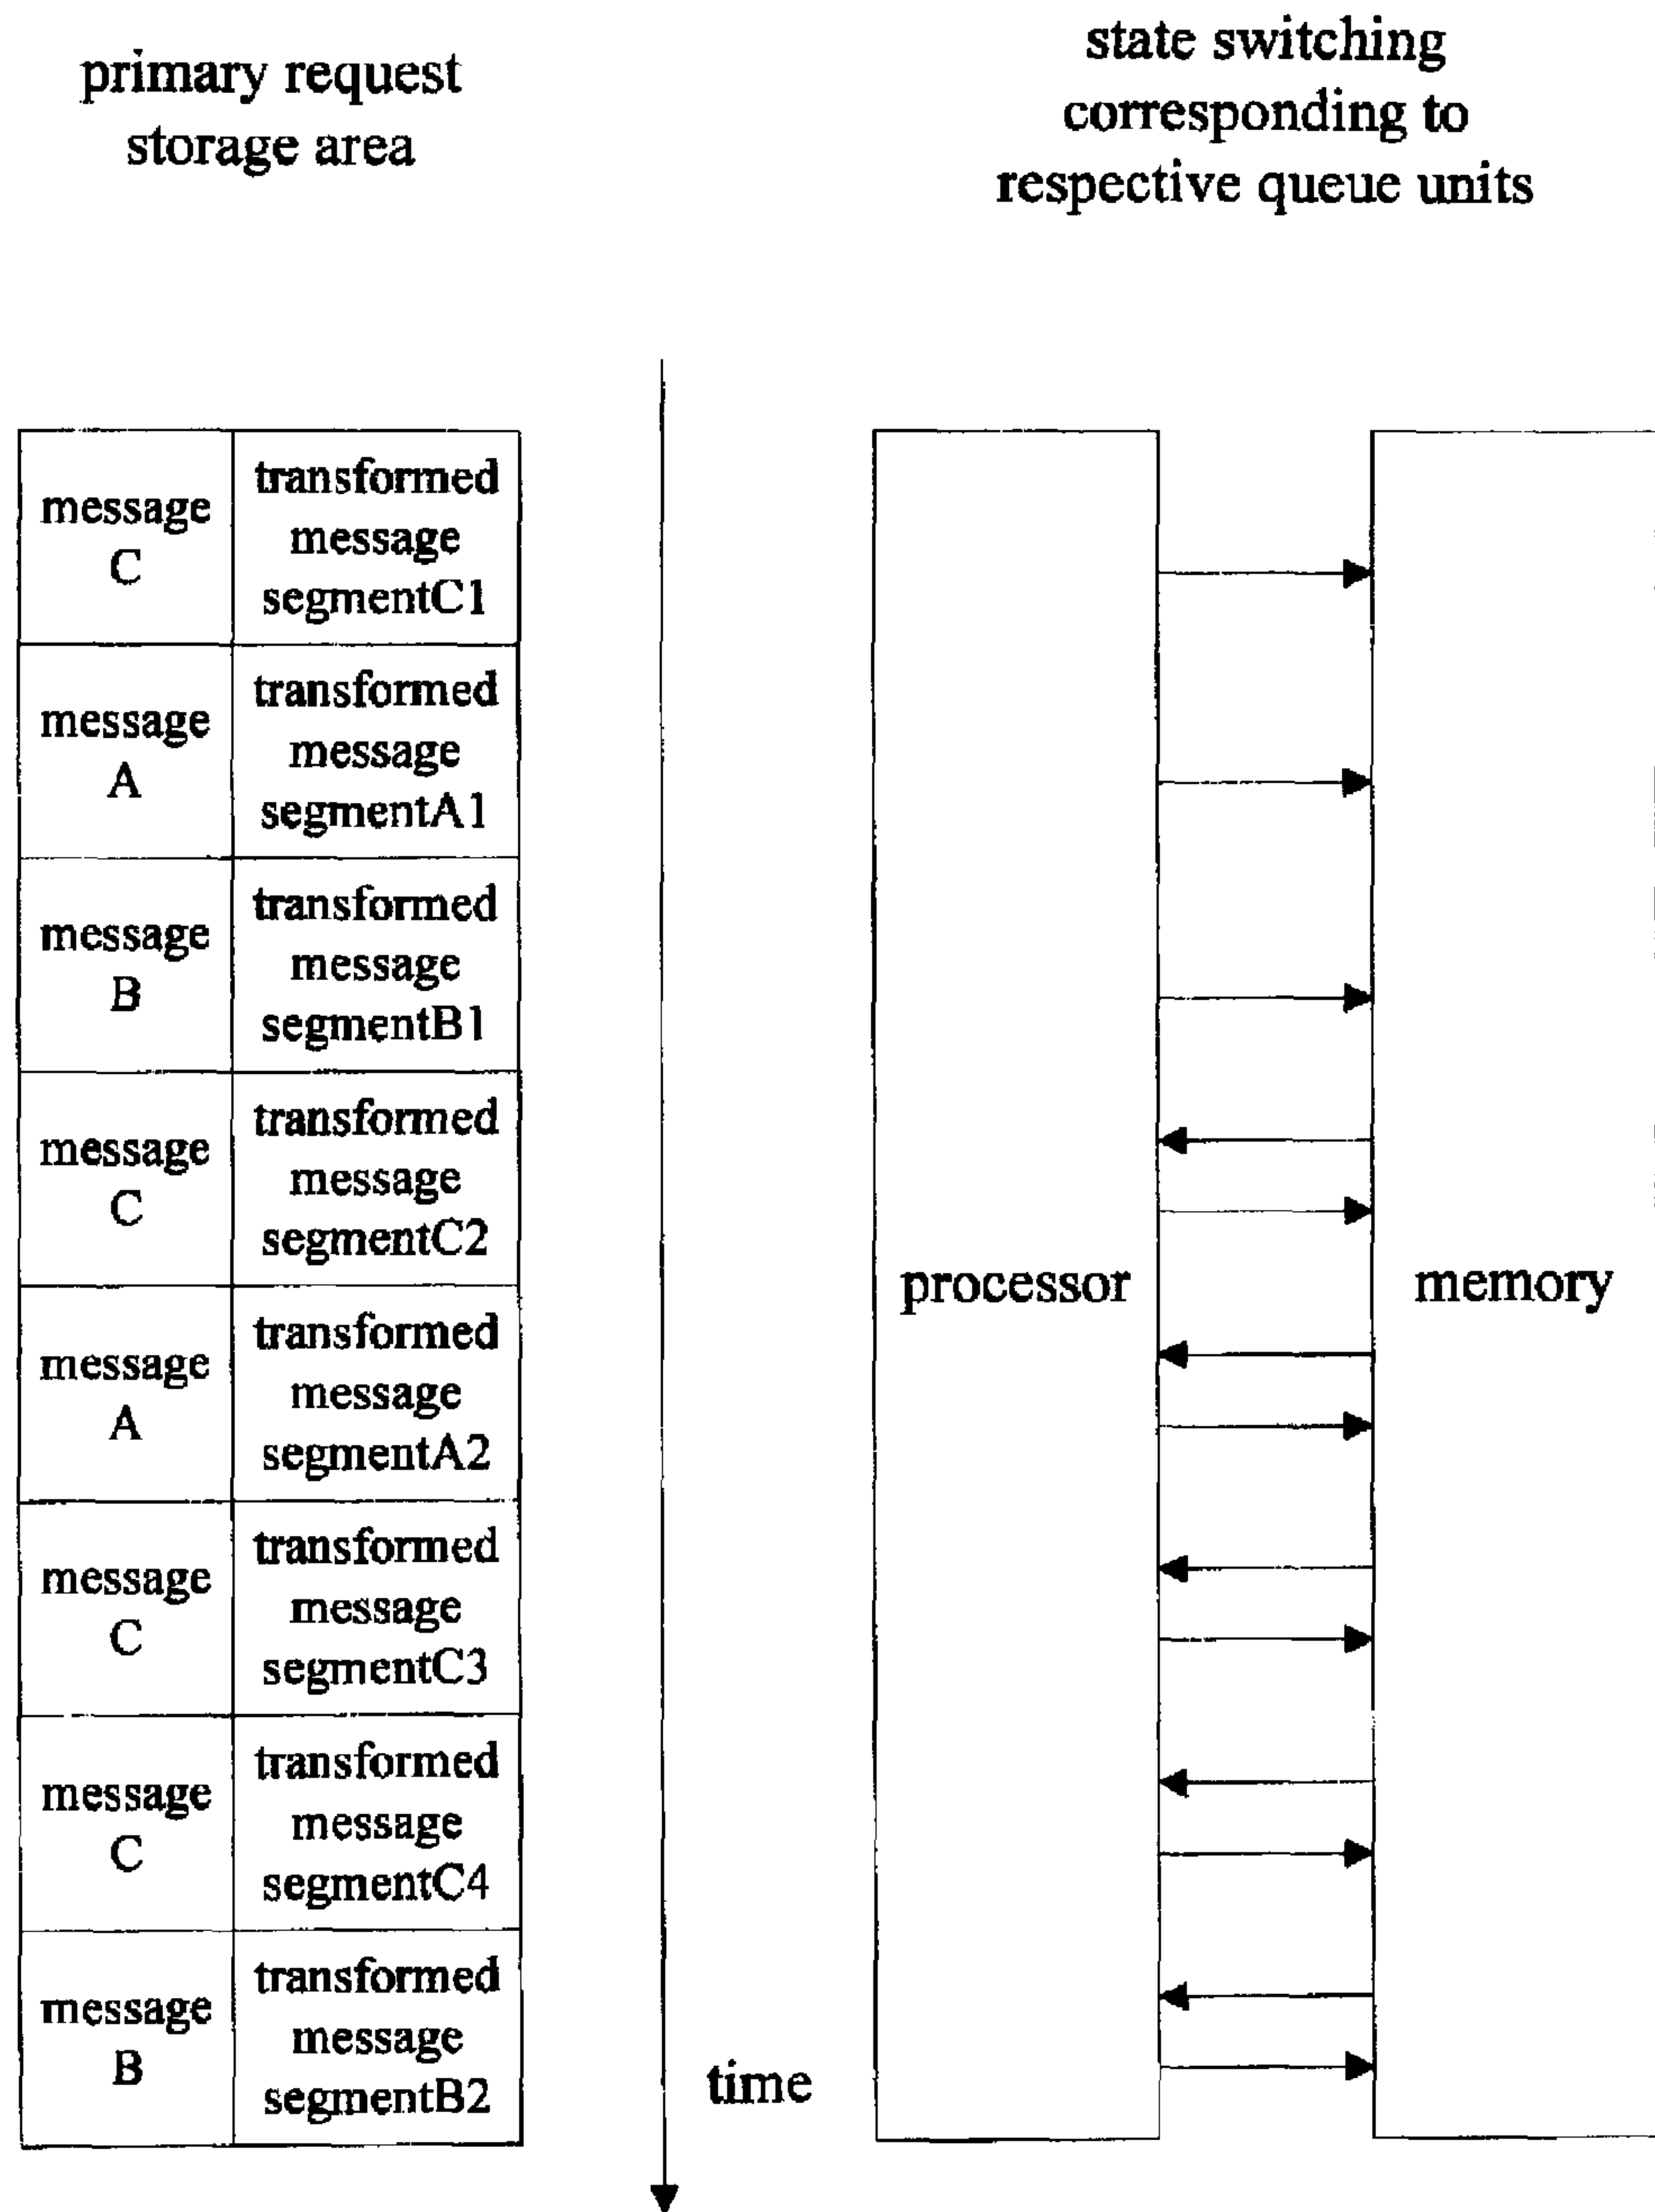 primary request
storage area
state switching
corresponding to
respective queue units
message
C
transformed
message
segmentC1
message
A
transformed
message
segmentA1
message
B
transformed
message
segmentB1
message
C
transformed
message
segmentC2
message
A
transformed
message
segmentA2
message
C
transformed
message
segmentC3
message
C
transformed
message
segmentC4
message
B
transformed
message
segmentB2
time
processor
memory